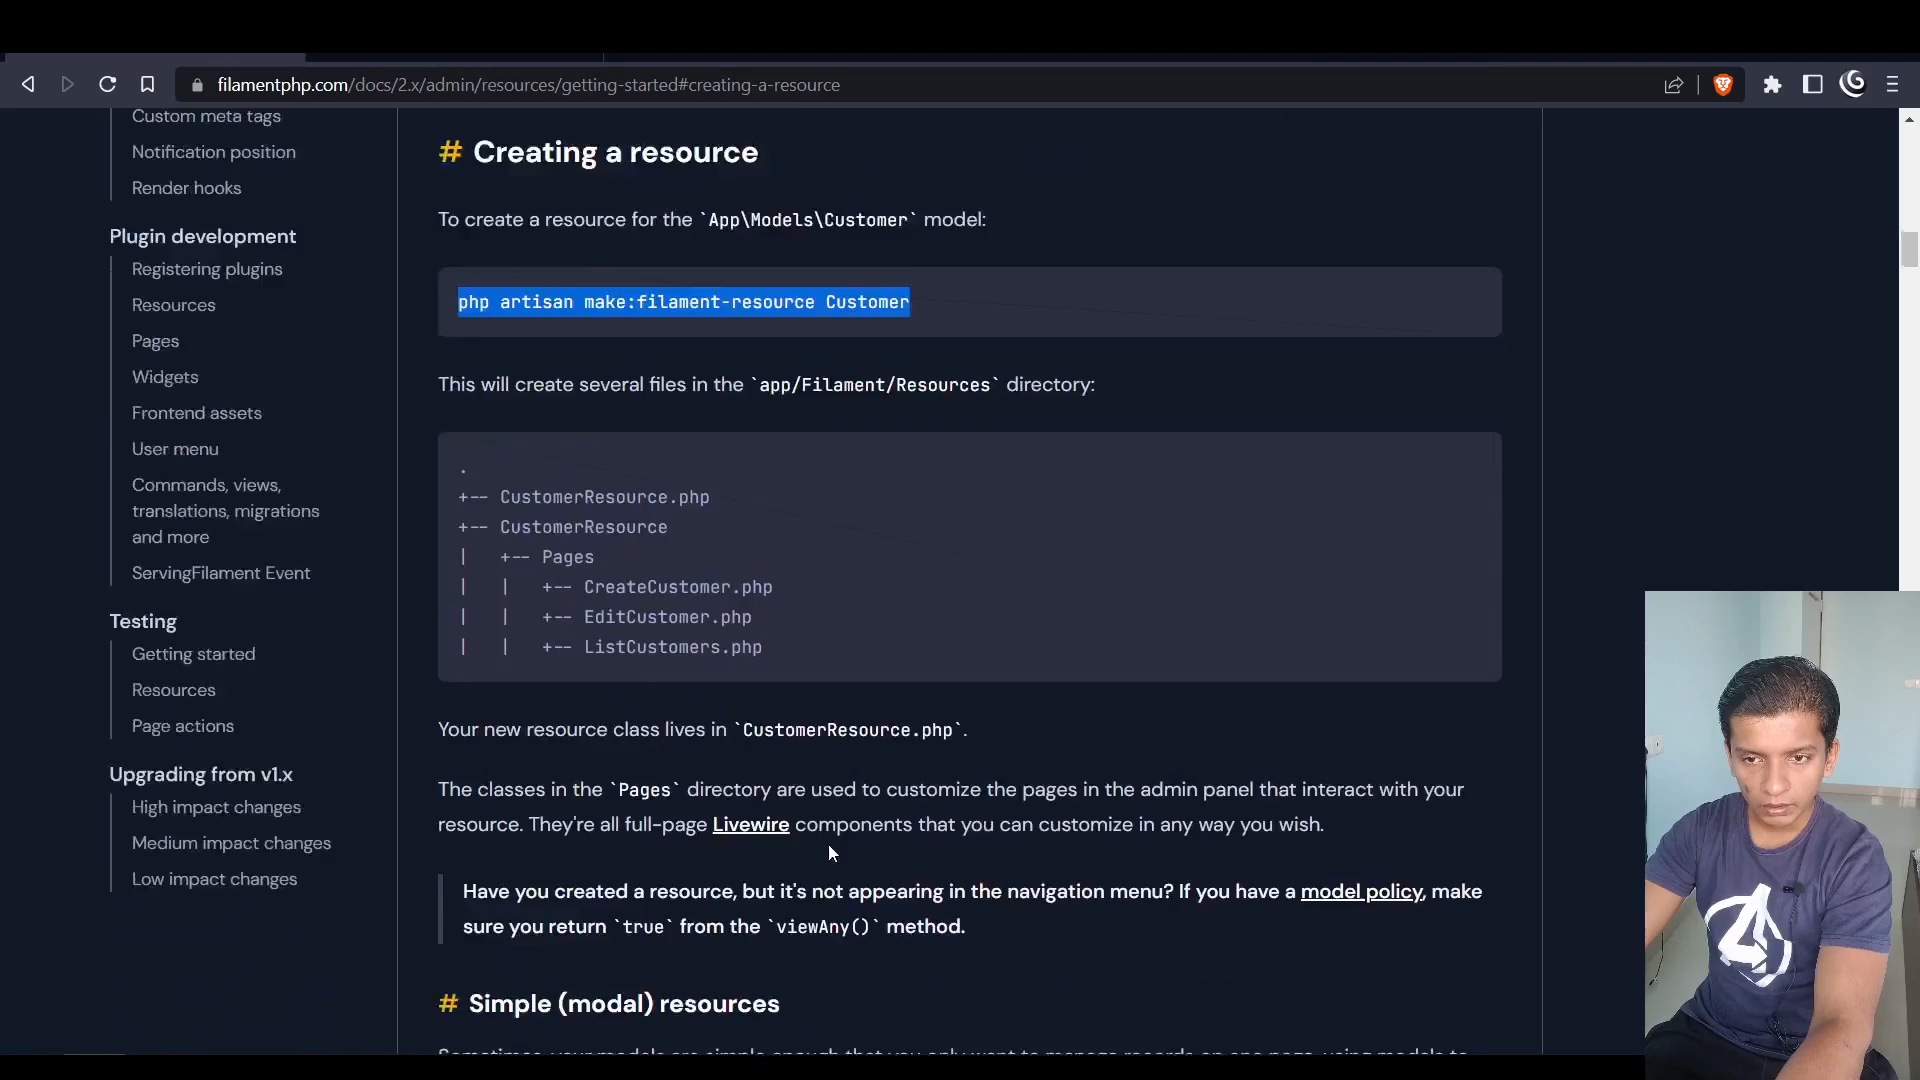 filamentphp.com/docs/2.x/admin/resources/getting-started#creating-a-resource
Custom meta tags
Notification position
Render hooks
Plugin development
Registering plugins
Resources
Pages
Widgets
Frontend assets
User menu
Commands, views,
translations, migrations
and more
ServingFilament Event
Testing
Getting started
Resources
Page actions
Upgrading from v1.x
High impact changes
Medium impact changes
Low impact changes
# Creating a resource
To create a resource for the `App\Models\Customer` model:
php artisan make:filament-resource Customer
This will create several files in the `app/Filament/Resources` directory:
.
+-- CustomerResource.php
+-- CustomerResource
|   +-- Pages
|   |   +-- CreateCustomer.php
|   |   +-- EditCustomer.php
|   |   +-- ListCustomers.php
Your new resource class lives in `CustomerResource.php`.
The classes in the `Pages` directory are used to customize the pages in the admin panel that interact with your
resource. They're all full-page Livewire components that you can customize in any way you wish.
Have you created a resource, but it's not appearing in the navigation menu? If you have a model policy, make
sure you return `true` from the `viewAny()` method.
# Simple (modal) resources